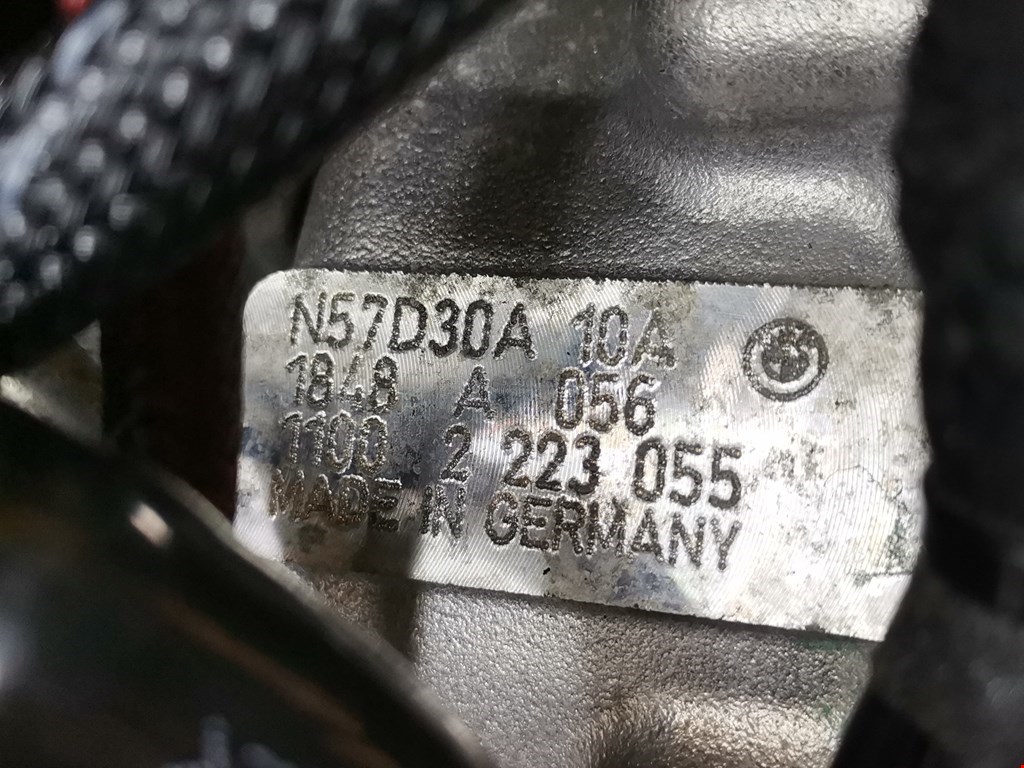 N57D30A 10A
1848 A 056
1100 2 223 055
MADE IN GERMANY